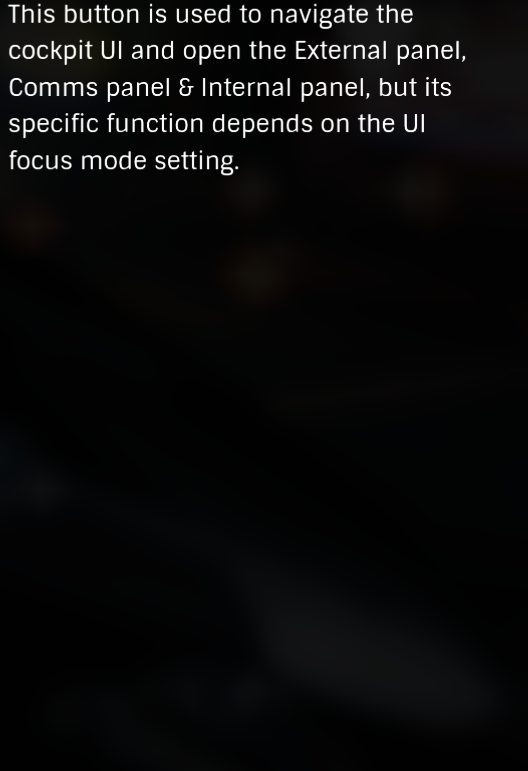 This button is used to navigate the
cockpit UI and open the External panel,
Comms panel & Internal panel, but its
specific function depends on the UI
focus mode setting.